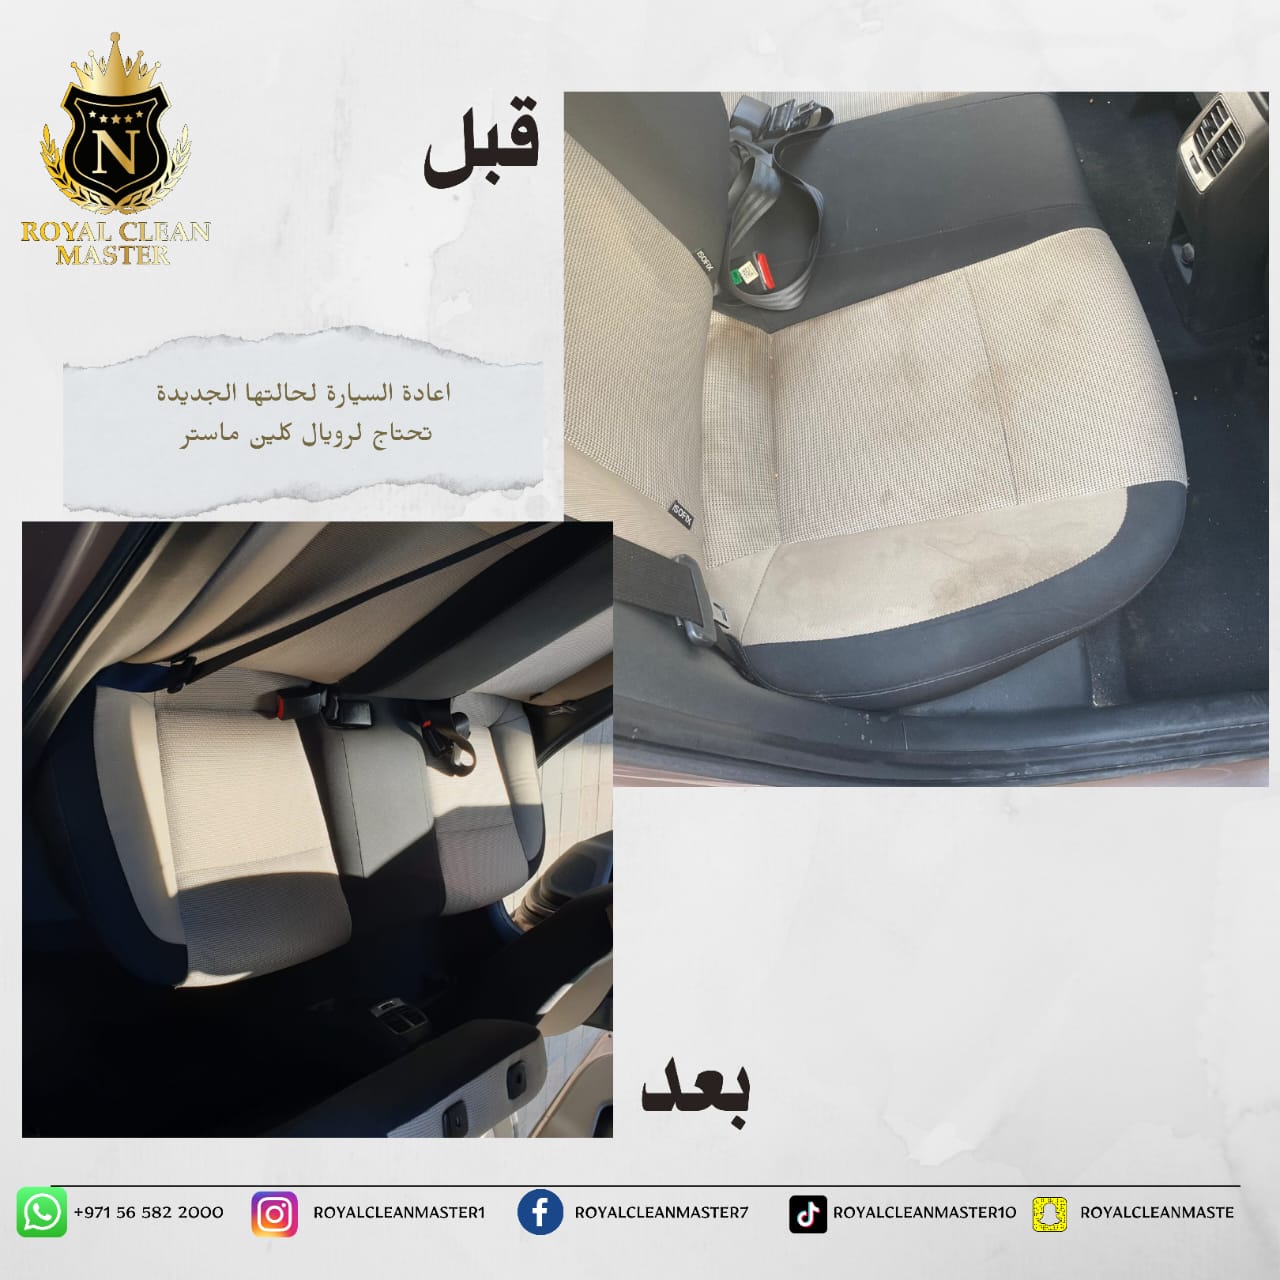 N
ROYAL CLEAN
MASTER
قبل
اعادة السيارة لحالتها الجديدة
تحتاج لرويال كلين ماستر
ISOFIX
ISOFIX
بعد
+971 56 582 2000
ROYALCLEANMASTER1
ROYALCLEANMASTER7
ROYALCLEANMASTER10
ROYALCLEANMASTE